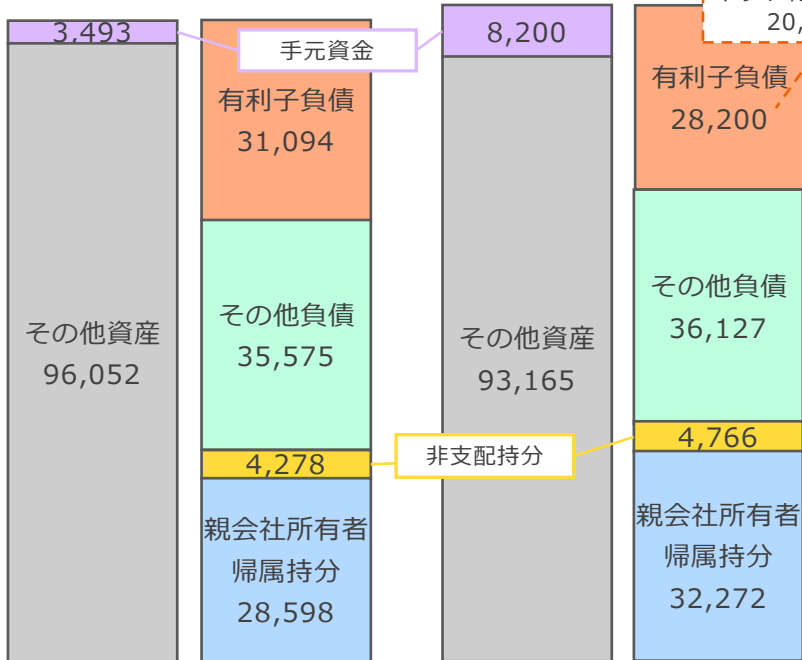 3,493
手元資金
8,200
20,
有利子負債
31,094
有利子負債
28,200
その他資産
96,052
その他負債
35,575
その他資産
93,165
その他負債
36,127
4,278
非支配持分
4,766
親会社所有者
帰属持分
28,598
親会社所有者
帰属持分
32,272